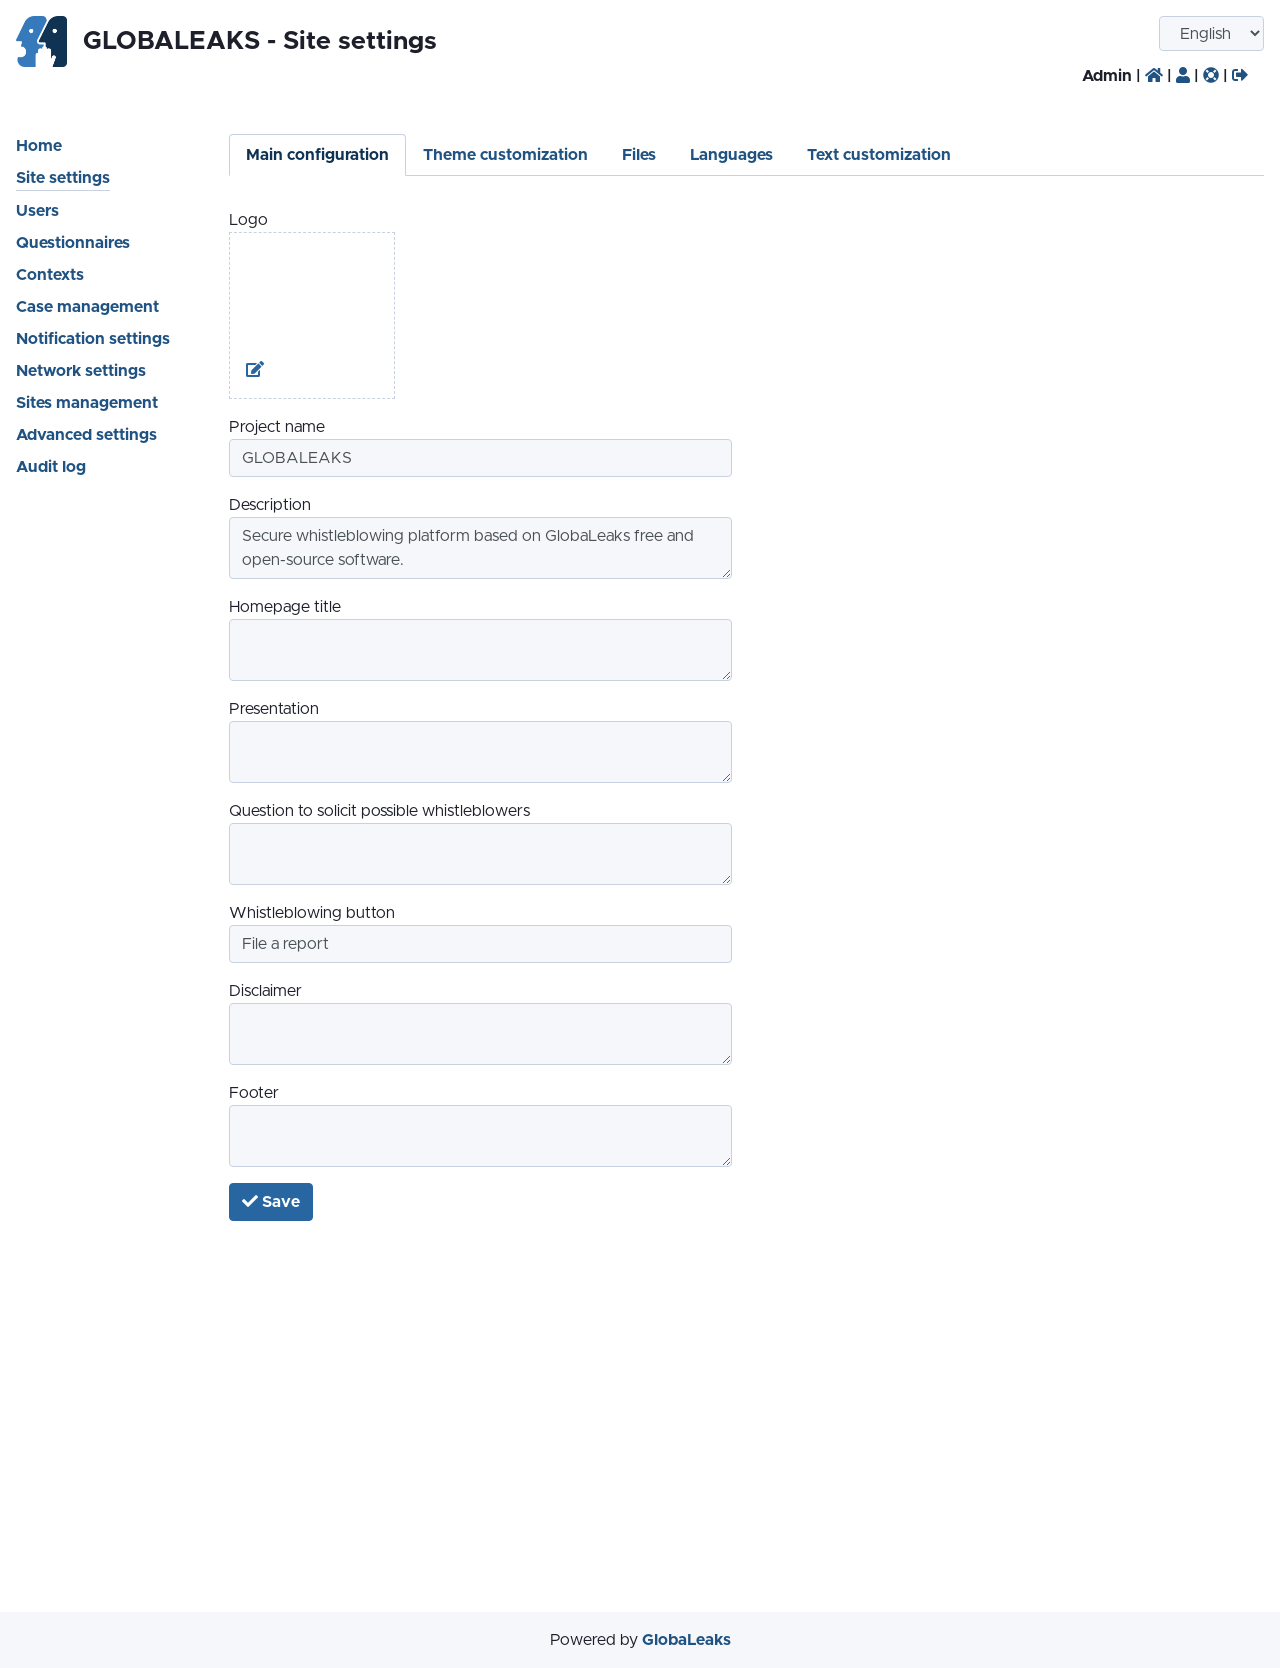 GLOBALEAKS - Site settings
English
Admin | | | |
Home
Site settings
Users
Questionnaires
Contexts
Case management
Notification settings
Network settings
Sites management
Advanced settings
Audit log
Main configuration Theme customization Files Languages Text customization
Logo
Project name
GLOBALEAKS
Description
Secure whistleblowing platform based on GlobaLeaks free and
open-source software.
Homepage title
Presentation
Question to solicit possible whistleblowers
Whistleblowing button
File a report
Disclaimer
Footer
Save
Powered by GlobaLeaks